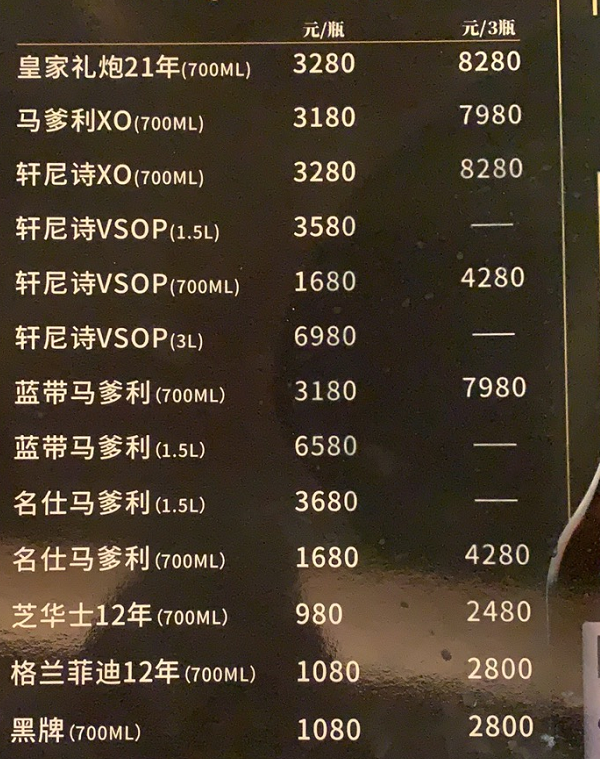 元/瓶 元/3瓶
皇家礼炮21年(700ML) 3280 8280
马爹利XO(700ML) 3180 7980
轩尼诗XO(700ML) 3280 8280
轩尼诗VSOP(1.5L) 3580 —
轩尼诗VSOP(700ML) 1680 4280
轩尼诗VSOP(3L) 6980 —
蓝带马爹利(700ML) 3180 7980
蓝带马爹利(1.5L) 6580 —
名仕马爹利(1.5L) 3680 —
名仕马爹利(700ML) 1680 4280
芝华士12年(700ML) 980 2480
格兰菲迪12年(700ML) 1080 2800
黑牌(700ML) 1080 2800